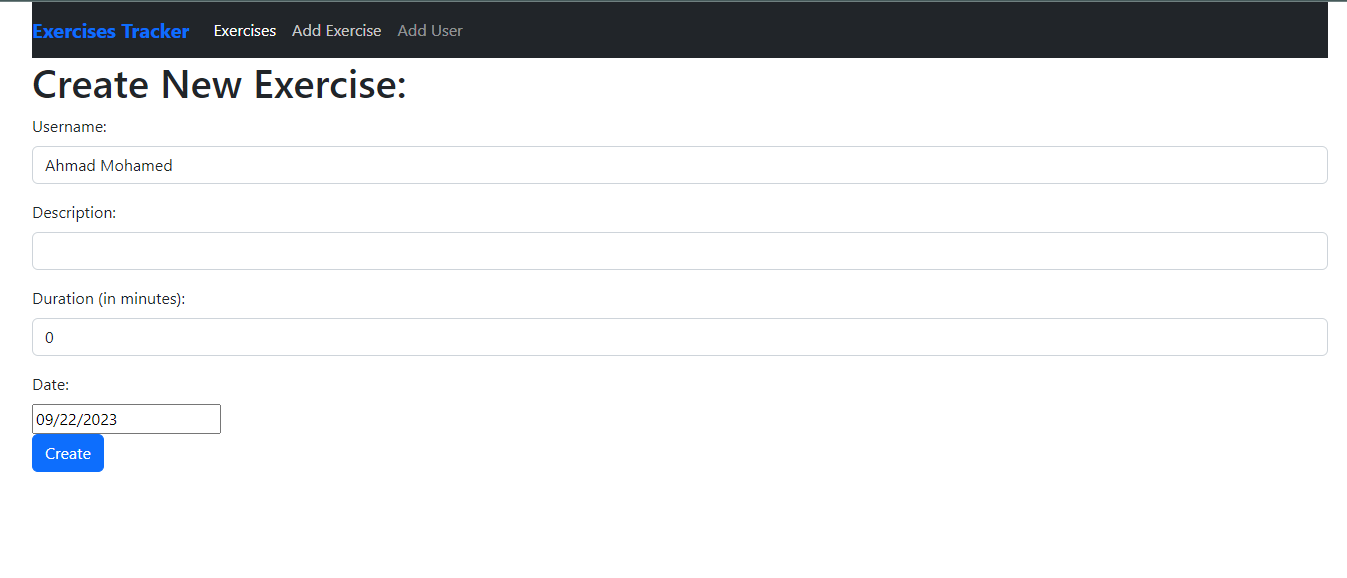 Exercises Tracker Exercises Add Exercise Add User
Create New Exercise:
Username:
Ahmad Mohamed
Description:
Duration (in minutes):
0
Date:
09/22/2023
Create